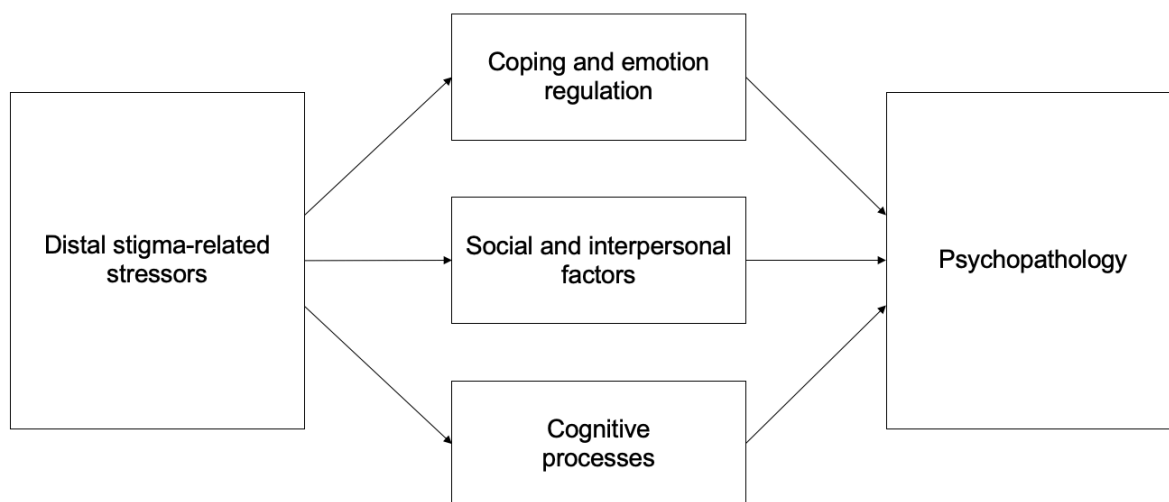 Coping and emotion
regulation
Distal stigma-related
stressors
Social and interpersonal
factors
Psychopathology
Cognitive
processes